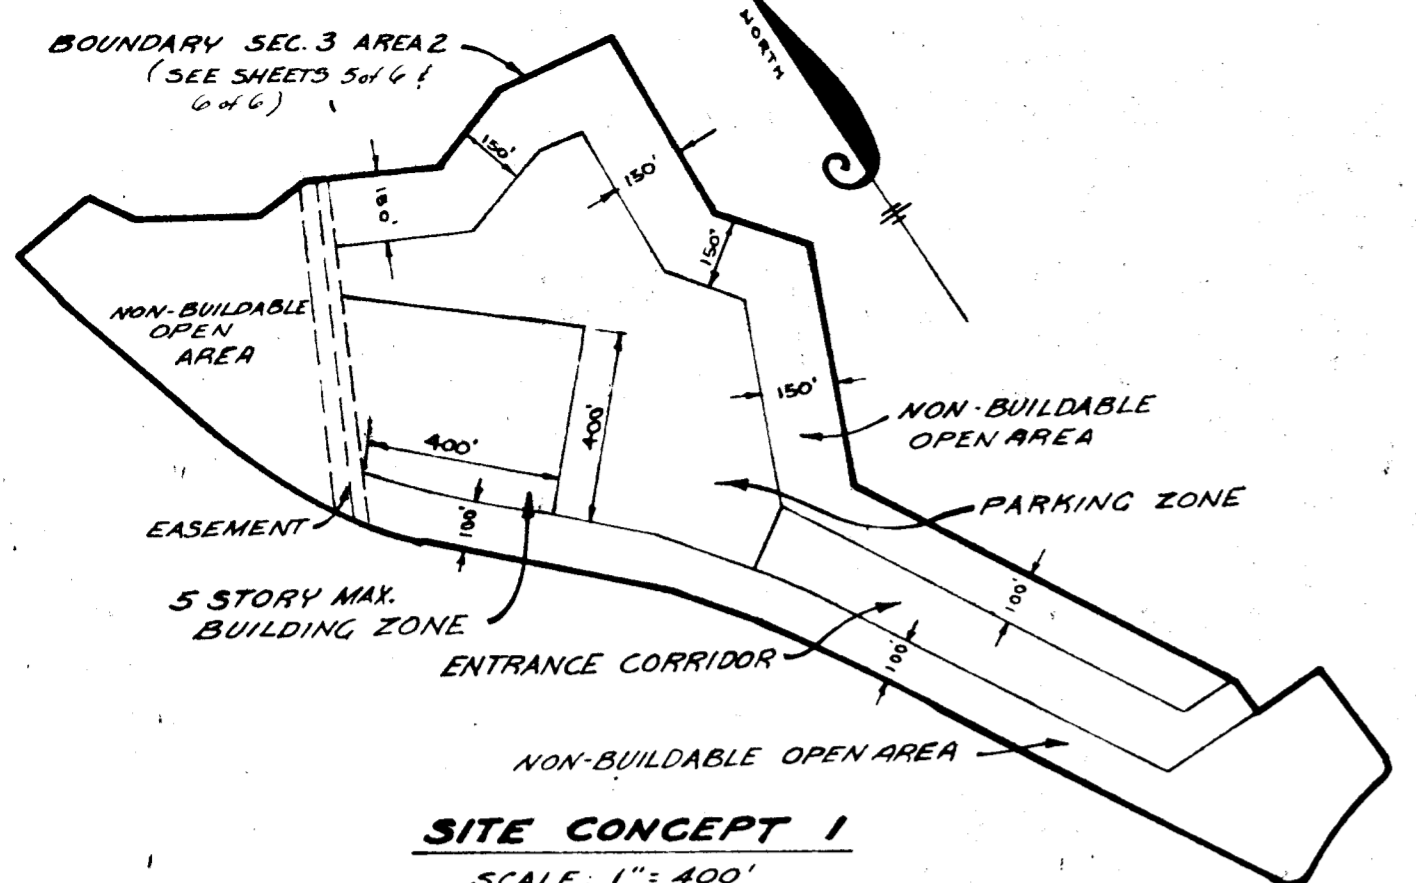 BOUNDARY SEC. 3 AREA 2
(SEE SHEETS 5 of 6 &
6 of 6)
NORTH
150'
150'
150'
150'
NON-BUILDABLE
OPEN
AREA
400'
400'
150'
NON-BUILDABLE
OPEN AREA
PARKING ZONE
EASEMENT
100'
5 STORY MAX.
BUILDING ZONE
100'
ENTRANCE CORRIDOR
100'
NON-BUILDABLE OPEN AREA
SITE CONCEPT 1
SCALE: 1" = 400'